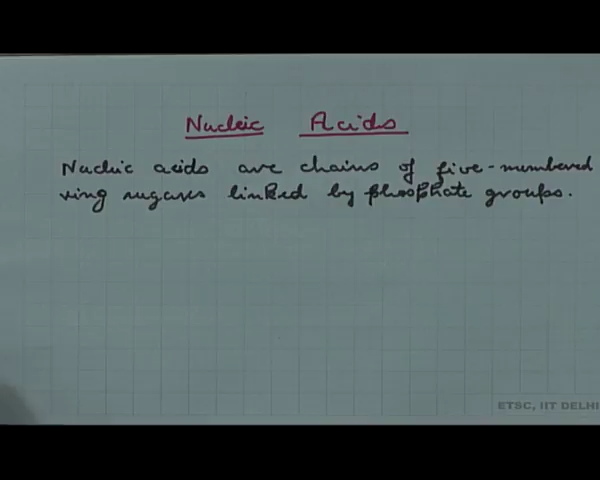 Nucleic Acids
Nucleic acids are chains of five-membered
ring sugars linked by phosphate groups.
ETSC, IIT DELHI